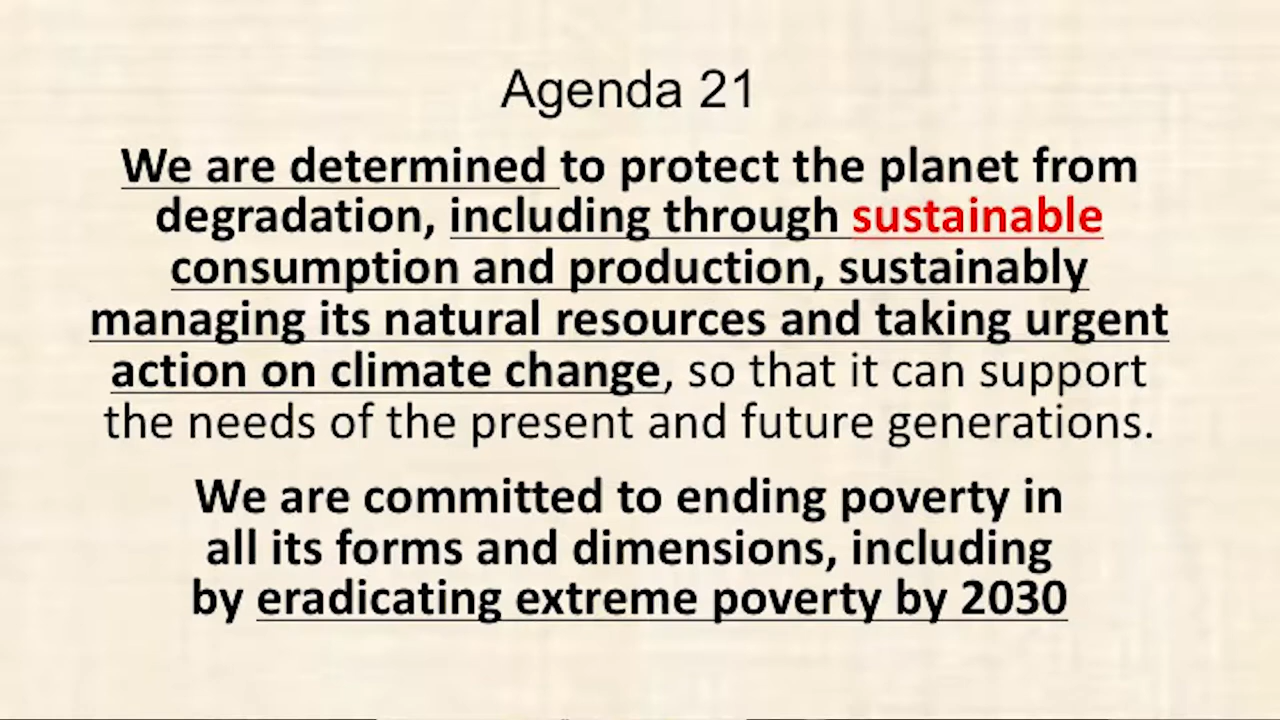 Agenda 21
We are determined to protect the planet from
degradation, including through sustainable
consumption and production, sustainably
managing its natural resources and taking urgent
action on climate change, so that it can support
the needs of the present and future generations.
We are committed to ending poverty in
all its forms and dimensions, including
by eradicating extreme poverty by 2030